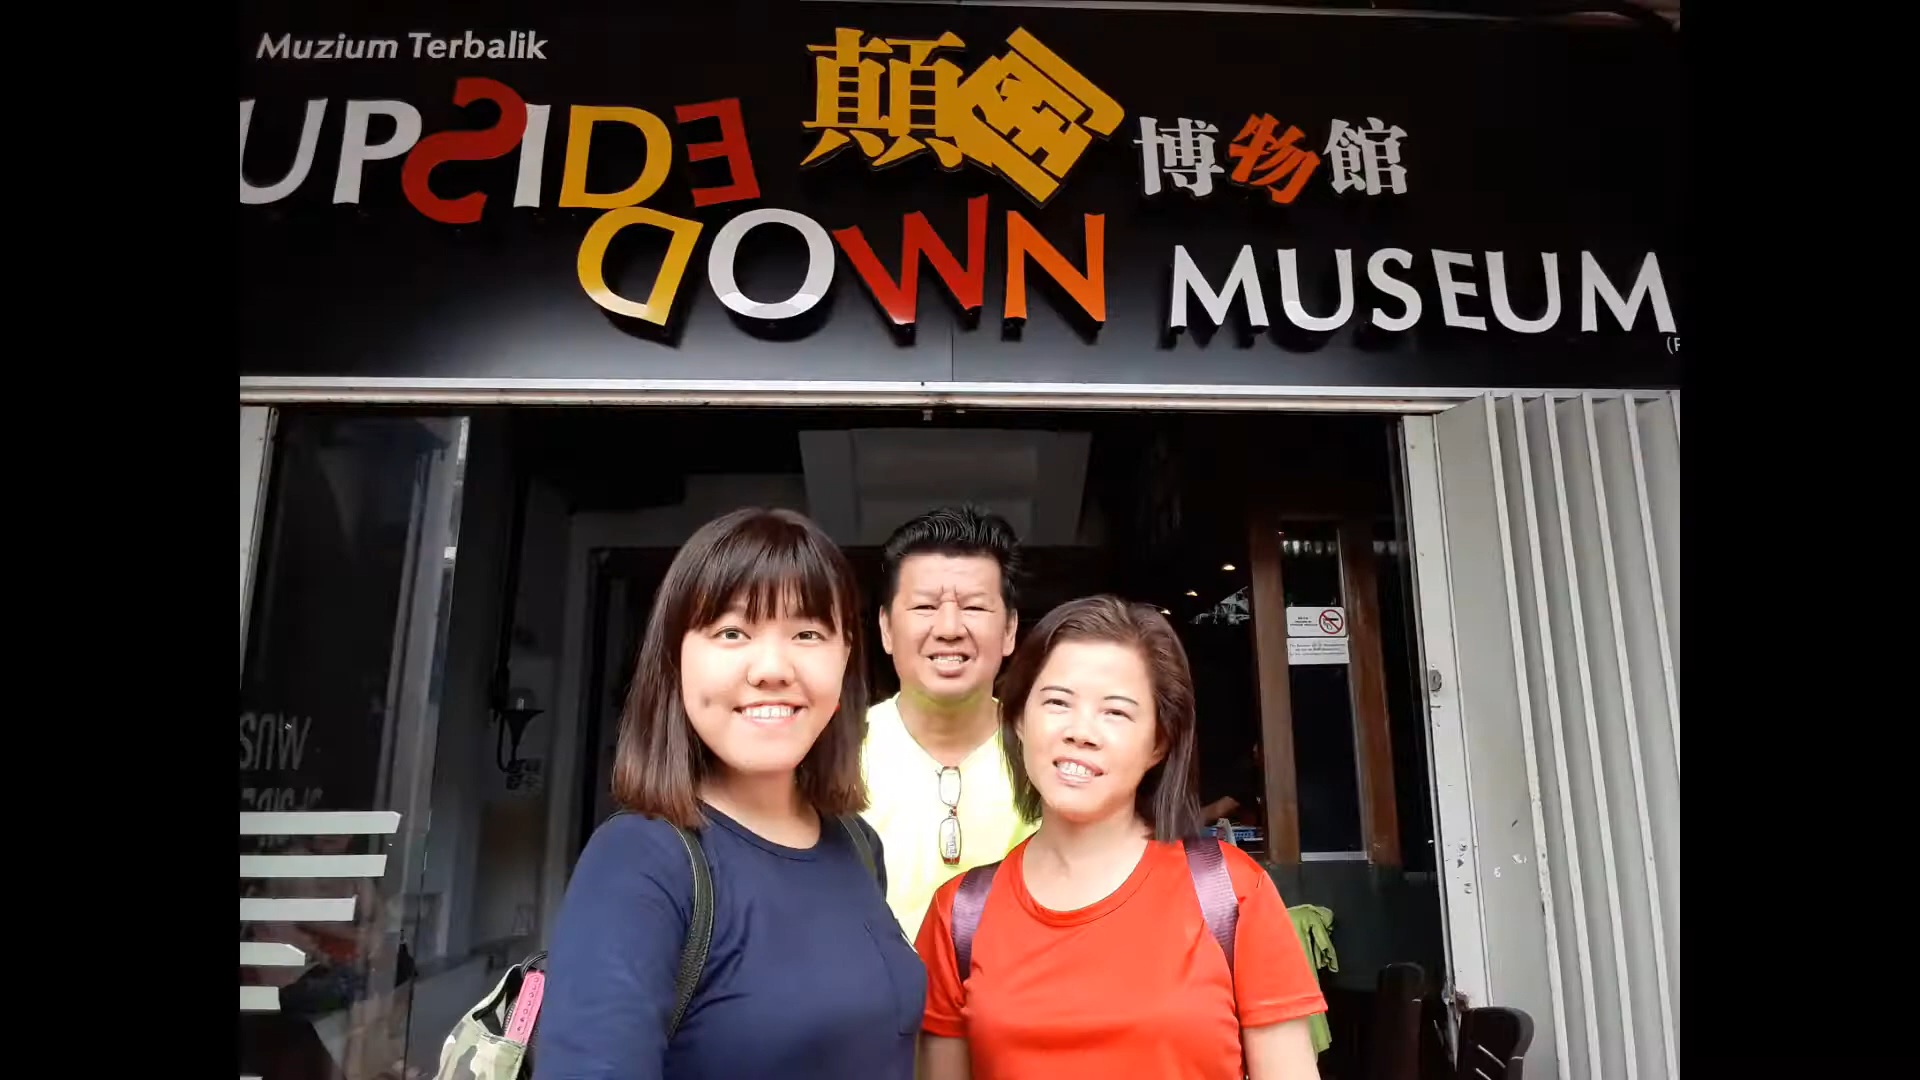 Muzium Terbalik
UPSIDE
DOWN MUSEUM
顛倒 博物館